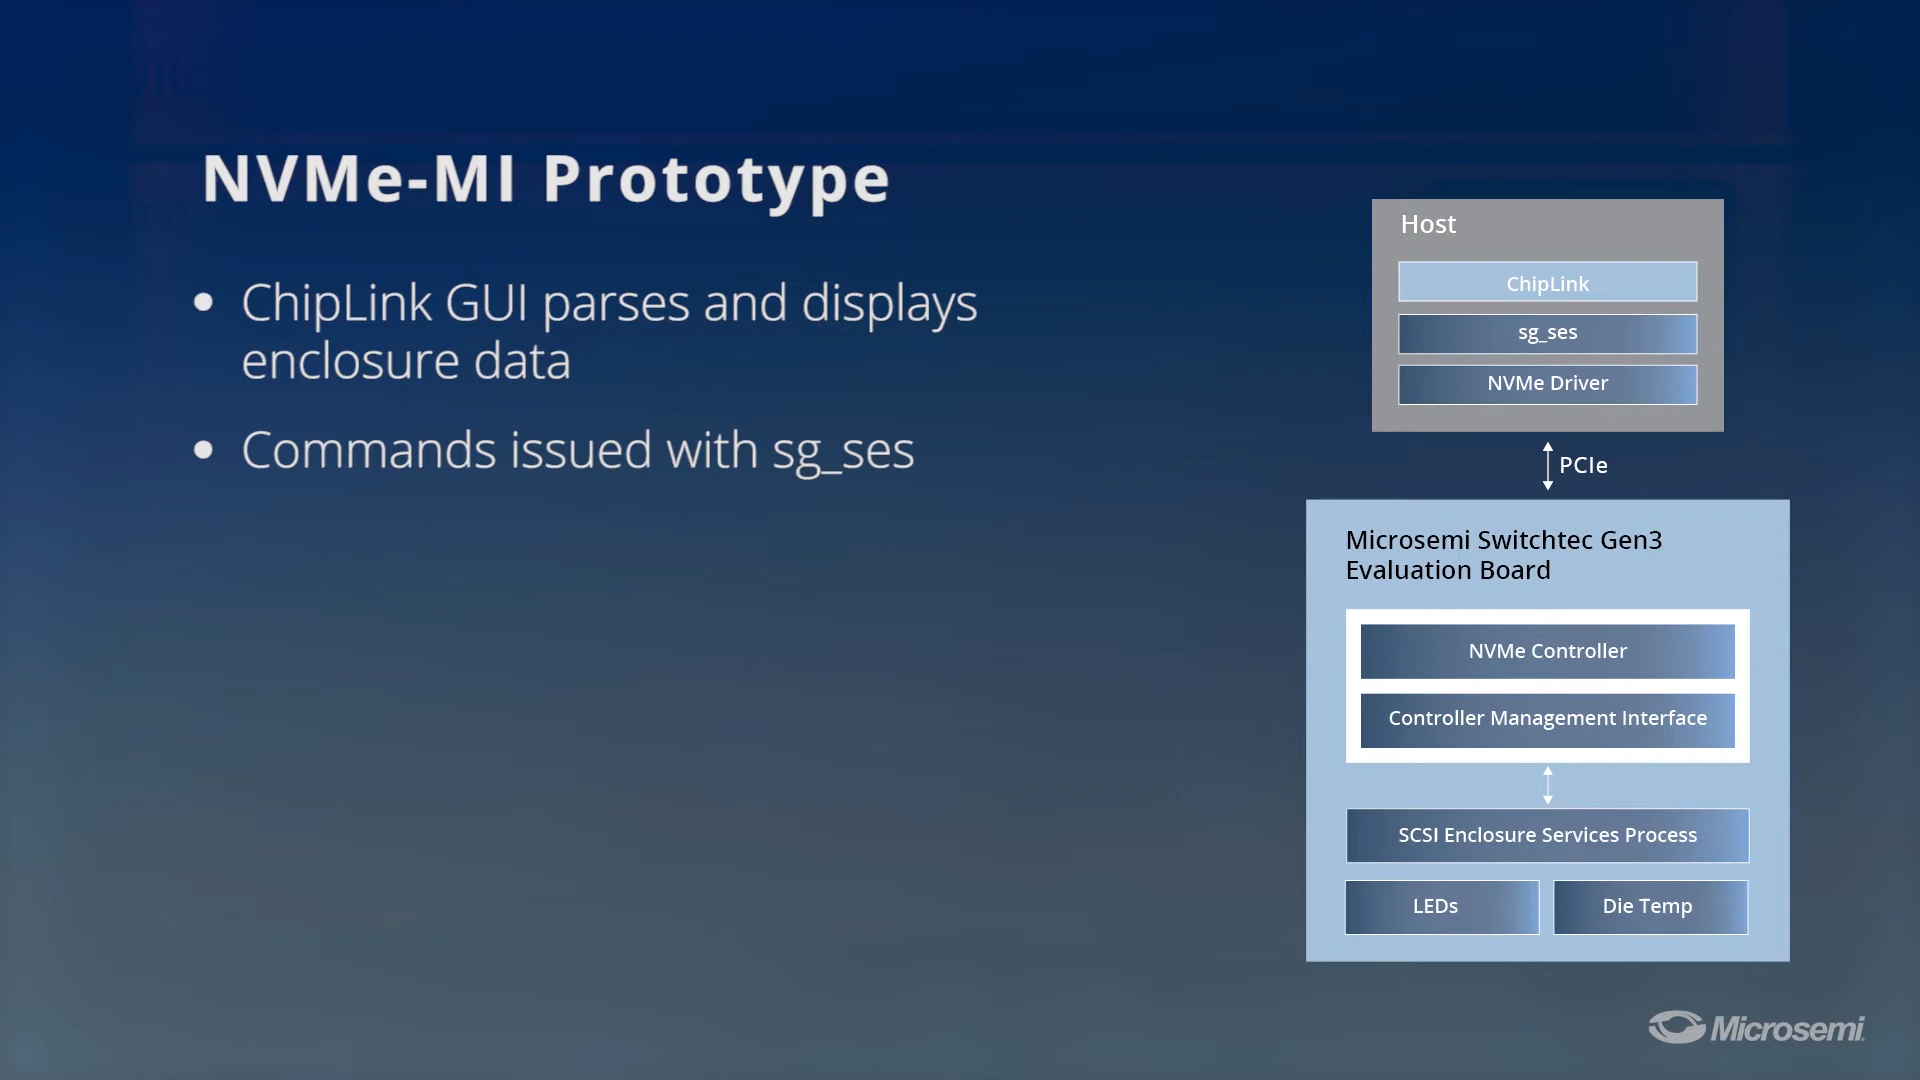 NVMe-MI Prototype
• ChipLink GUI parses and displays
enclosure data
• Commands issued with sg_ses
Host
ChipLink
sg_ses
NVMe Driver
PCIe
Microsemi Switchtec Gen3
Evaluation Board
NVMe Controller
Controller Management Interface
SCSI Enclosure Services Process
LEDs
Die Temp
Microsemi.